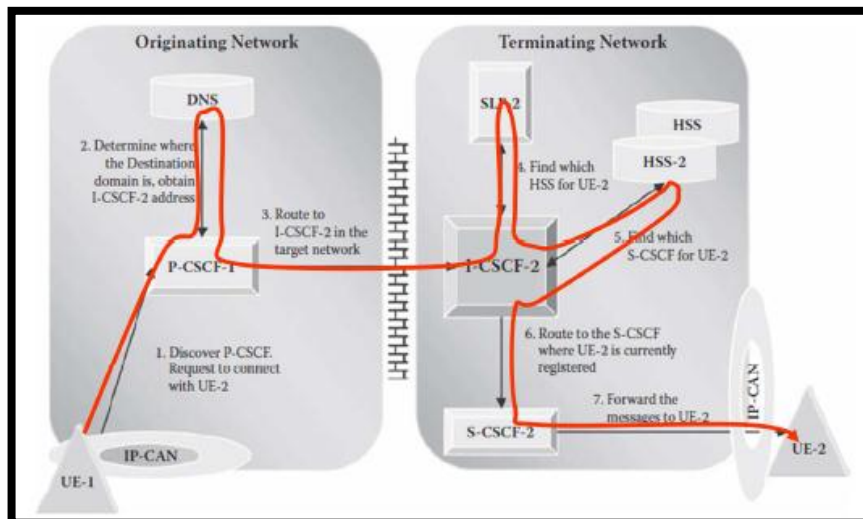 Originating Network
DNS
2. Determine where
the Destination
domain is, obtain
I-CSCF-2 address
3. Route to
I-CSCF-2 in the
target network
P-CSCF-1
1. Discover P-CSCF.
Request to connect
with UE-2
IP-CAN
UE-1
Terminating Network
SLF-2
HSS
HSS-2
4. Find which
HSS for UE-2
5. Find which
S-CSCF for UE-2
I-CSCF-2
6. Route to the S-CSCF
where UE-2 is currently
registered
7. Forward the
messages to UE-2
S-CSCF-2
IP-CAN
UE-2